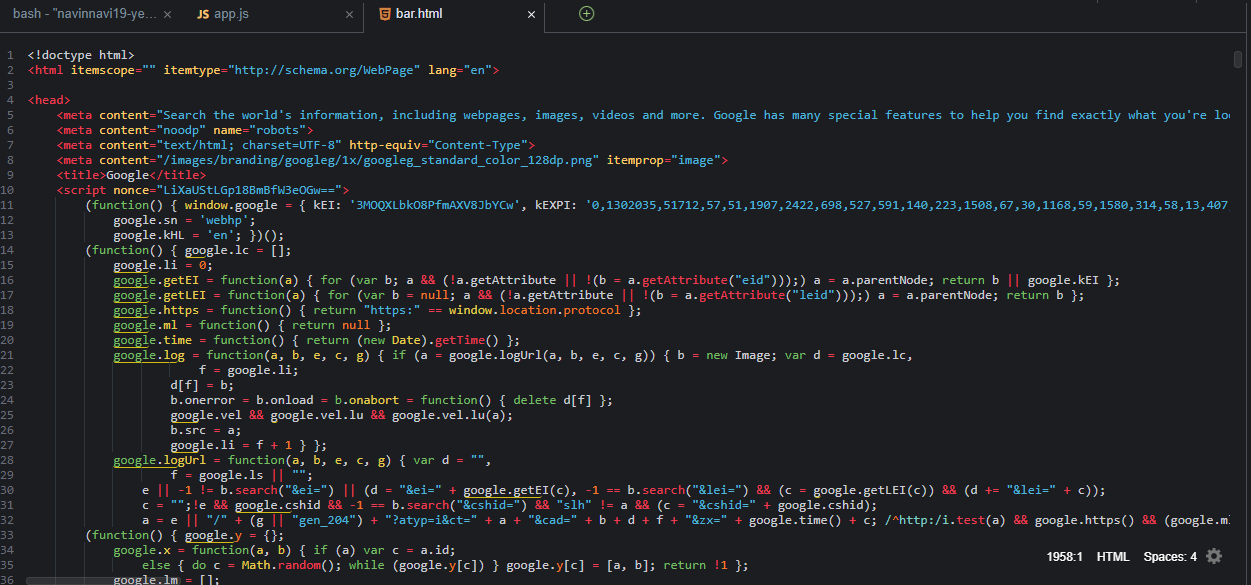 bash - "navinnavi19-ye... ×
JS app.js ×
bar.html ×
1 <!doctype html>
2 <html itemscope="" itemtype="http://schema.org/WebPage" lang="en">
3
4 <head>
5 <meta content="Search the world's information, including webpages, images, videos and more. Google has many special features to help you find exactly what you're lo
6 <meta content="noodp" name="robots">
7 <meta content="text/html; charset=UTF-8" http-equiv="Content-Type">
8 <meta content="/images/branding/googleg/1x/googleg_standard_color_128dp.png" itemprop="image">
9 <title>Google</title>
10 <script nonce="LiXaUStLGp18BmBfW3eOGw==">
11 (function() { window.google = { kEI: '3MOQXLbkO8PfmAXV8JbYCw', kEXPI: '0,1302035,51712,57,51,1907,2422,698,527,591,140,223,1508,67,30,1168,59,1580,314,58,13,407
12 google.sn = 'webhp';
13 google.kHL = 'en'; })();
14 (function() { google.lc = [];
15 google.li = 0;
16 google.getEI = function(a) { for (var b; a && (!a.getAttribute || !(b = a.getAttribute("eid")));) a = a.parentNode; return b || google.kEI };
17 google.getLEI = function(a) { for (var b = null; a && (!a.getAttribute || !(b = a.getAttribute("leid")));) a = a.parentNode; return b };
18 google.https = function() { return "https:" == window.location.protocol };
19 google.ml = function() { return null };
20 google.time = function() { return (new Date).getTime() };
21 google.log = function(a, b, e, c, g) { if (a = google.logUrl(a, b, e, c, g)) { b = new Image; var d = google.lc,
22 f = google.li;
23 d[f] = b;
24 b.onerror = b.onload = b.onabort = function() { delete d[f] };
25 google.vel && google.vel.lu && google.vel.lu(a);
26 b.src = a;
27 google.li = f + 1 } };
28 google.logUrl = function(a, b, e, c, g) { var d = "",
29 f = google.ls || "";
30 e || -1 != b.search("&ei=") || (d = "&ei=" + google.getEI(c), -1 == b.search("&lei=") && (c = google.getLEI(c)) && (d += "&lei=" + c));
31 c = "";!e && google.cshid && -1 == b.search("&cshid=") && "slh" != a && (c = "&cshid=" + google.cshid);
32 a = e || "/" + (g || "gen_204") + "?atyp=i&ct=" + a + "&cad=" + b + d + f + "&zx=" + google.time() + c; /^http:/i.test(a) && google.https() && (google.m
33 (function() { google.y = {};
34 google.x = function(a, b) { if (a) var c = a.id;
35 else { do c = Math.random(); while (google.y[c]) } google.y[c] = [a, b]; return !1 };
36 google.lm = [];
1958:1 HTML Spaces: 4